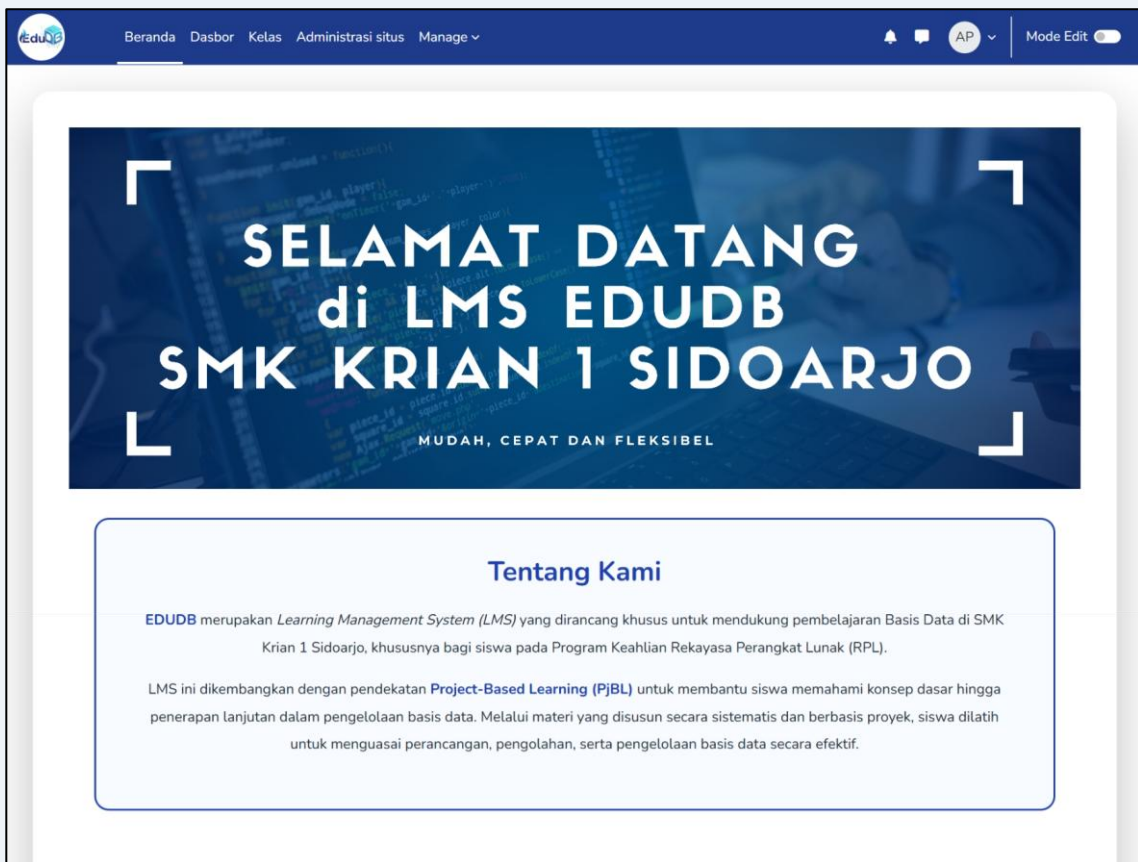 EduDB
Beranda Dasbor Kelas Administrasi situs Manage
AP
Mode Edit
SELAMAT DATANG
di LMS EDUDB
SMK KRIAN 1 SIDOARJO
MUDAH, CEPAT DAN FLEKSIBEL
Tentang Kami
EDUDB merupakan Learning Management System (LMS) yang dirancang khusus untuk mendukung pembelajaran Basis Data di SMK
Krian 1 Sidoarjo, khususnya bagi siswa pada Program Keahlian Rekayasa Perangkat Lunak (RPL).
LMS ini dikembangkan dengan pendekatan Project-Based Learning (PjBL) untuk membantu siswa memahami konsep dasar hingga
penerapan lanjutan dalam pengelolaan basis data. Melalui materi yang disusun secara sistematis dan berbasis proyek, siswa dilatih
untuk menguasai perancangan, pengolahan, serta pengelolaan basis data secara efektif.